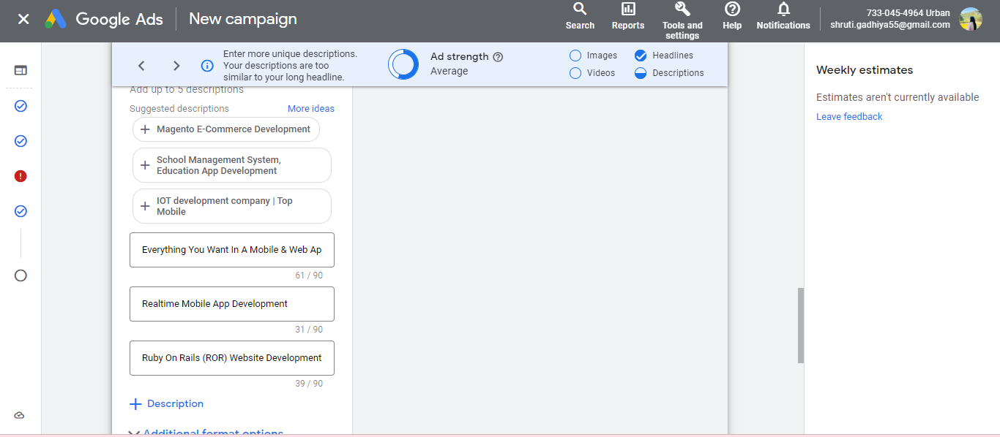 Google Ads
New campaign
Search
Reports
Tools and
settings
Help
Notifications
733-045-4964 Urban
shruti.gadhiya55@gmail.com
Enter more unique descriptions.
Your descriptions are too
similar to your long headline.
Ad strength
Average
Images
Headlines
Videos
Descriptions
Add up to 5 descriptions
Suggested descriptions
More ideas
Magento E-Commerce Development
School Management System,
Education App Development
IOT development company | Top
Mobile
Everything You Want In A Mobile & Web Ap
61 / 90
Realtime Mobile App Development
31 / 90
Ruby On Rails (ROR) Website Development
39 / 90
Description
Additional format options
Weekly estimates
Estimates aren't currently available
Leave feedback